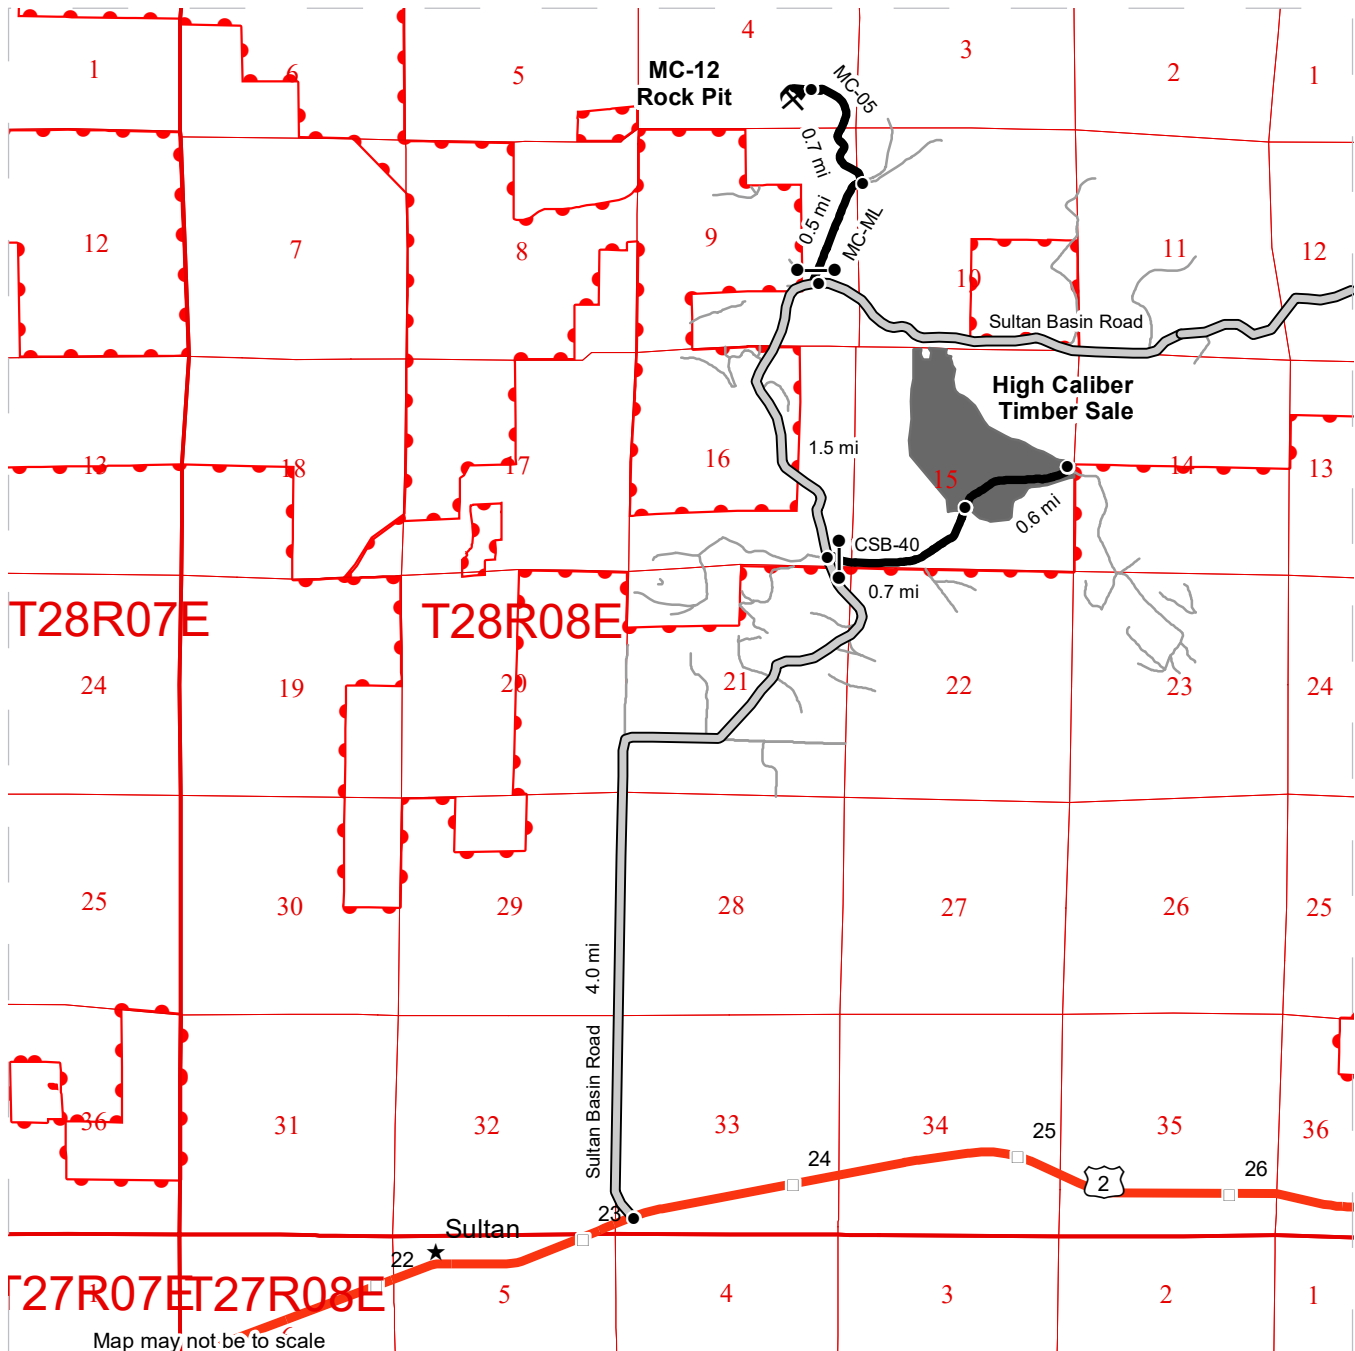 4
3
2
1
1
6
5
MC-12
Rock Pit
MC-05
0.7 mi
0.5 mi
MC-ML
12
7
8
9
10
11
12
Sultan Basin Road
High Caliber
Timber Sale
13
18
17
16
1.5 mi
15
14
13
0.6 mi
CSB-40
0.7 mi
T28R07E
T28R08E
24
19
20
21
22
23
24
25
30
29
28
27
26
25
4.0 mi
Sultan Basin Road
36
31
32
33
34
35
36
25
24
26
2
23
Sultan
22
T27R07E
T27R08E
1
6
5
4
3
2
1
Map may not be to scale